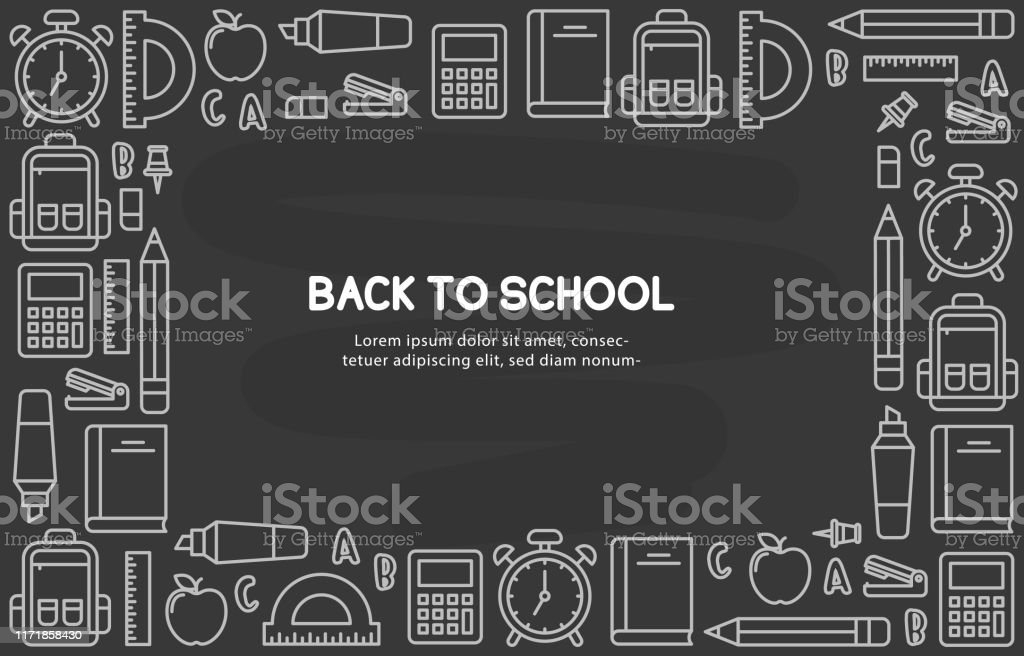 C
A
B
A
B
C
BACK TO SCHOOL
Lorem ipsum dolor sit amet, consec-
tetuer adipiscing elit, sed diam nonum-
A
B
C
A
B
iStock
by Getty Images™
1171858430